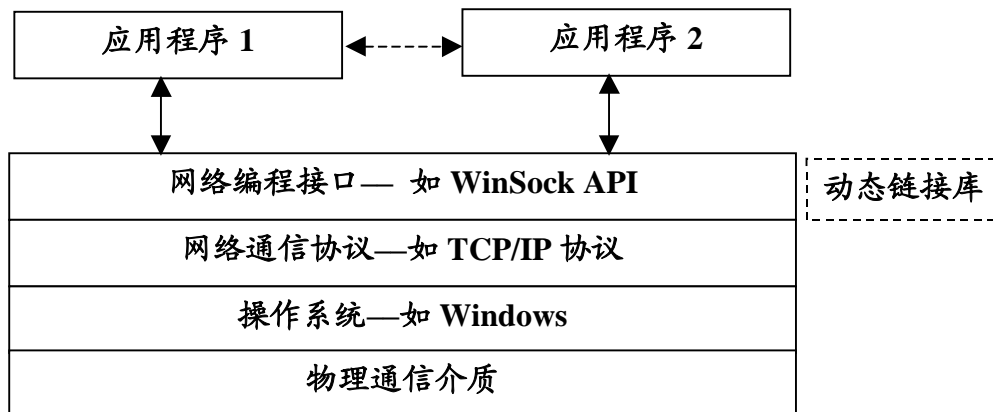 应用程序 1
应用程序 2
网络编程接口— 如 WinSock API
动态链接库
网络通信协议—如 TCP/IP 协议
操作系统—如 Windows
物理通信介质